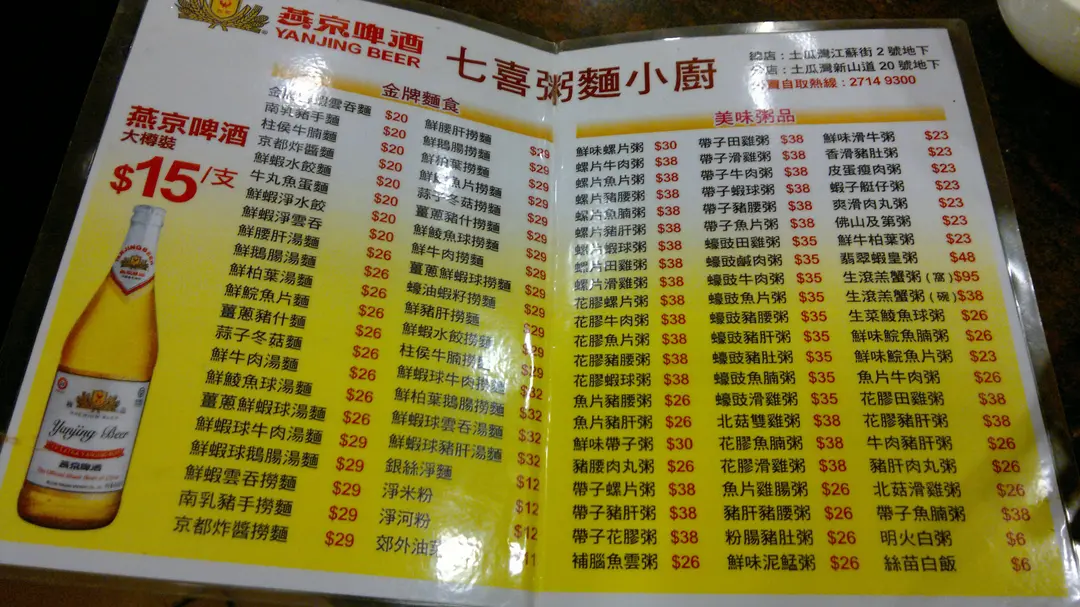 燕京啤酒
YANJING BEER
七喜粥麵小廚
總店：土瓜灣江蘇街 2 號地下
店：土瓜灣新山道 20 號地下
自取熱線：2714 9300
燕京啤酒
大樽裝
$15/支
Yanjing Beer
燕京啤酒
金牌麵食
雲吞麵 $20
南乳豬手麵 $20
柱侯牛腩麵 $20
京都炸醬麵 $20
鮮蝦水餃麵 $20
牛丸魚蛋麵 $20
鮮蝦淨水餃 $20
鮮蝦淨雲吞 $20
鮮腰肝湯麵 $26
鮮鵝腸湯麵 $26
鮮柏葉湯麵 $26
鮮鯇魚片麵 $26
薑蔥豬什麵 $26
蒜子冬菇麵 $26
鮮牛肉湯麵 $26
鮮鯪魚球湯麵 $26
薑蔥鮮蝦球湯麵 $26
鮮蝦球牛肉湯麵 $29
鮮蝦球鵝腸湯麵 $29
鮮蝦雲吞撈麵 $29
南乳豬手撈麵 $29
京都炸醬撈麵 $29
鮮腰肝撈麵 $29
鮮鵝腸撈麵 $29
鮮柏葉撈麵 $29
魚片撈麵 $29
蒜子冬菇撈麵 $29
薑蔥豬什撈麵 $29
鮮鯪魚球撈麵 $29
鮮牛肉撈麵 $29
薑蔥鮮蝦球撈麵 $29
蠔油蝦籽撈麵 $29
鮮豬肝撈麵 $29
鮮蝦水餃撈麵 $29
柱侯牛腩撈麵 $29
鮮蝦球牛肉撈麵 $32
鮮柏葉鵝腸撈麵 $32
鮮蝦球雲吞湯麵 $32
鮮蝦球豬肝湯麵 $32
銀絲淨麵 $12
淨米粉 $12
淨河粉 $12
郊外油
美味粥品
鮮味螺片粥 $30
螺片牛肉粥 $38
螺片魚片粥 $38
螺片豬腰粥 $38
螺片魚腩粥 $38
螺片豬肝粥 $38
螺片蝦球粥 $38
螺片田雞粥 $38
螺片滑雞粥 $38
花膠螺片粥 $38
花膠牛肉粥 $38
花膠魚片粥 $38
花膠豬腰粥 $38
花膠蝦球粥 $38
魚片豬腰粥 $26
魚片豬肝粥 $26
鮮味帶子粥 $30
豬腰肉丸粥 $26
帶子螺片粥 $38
帶子豬肝粥 $38
帶子花膠粥 $38
補腦魚雲粥 $26
帶子田雞粥 $38
帶子滑雞粥 $38
帶子牛肉粥 $38
帶子蝦球粥 $38
帶子豬腰粥 $38
帶子魚片粥 $38
蠔豉田雞粥 $35
蠔豉鹹肉粥 $35
蠔豉牛肉粥 $35
蠔豉魚片粥 $35
蠔豉豬腰粥 $35
蠔豉豬肝粥 $35
蠔豉豬肚粥 $35
蠔豉魚腩粥 $35
蠔豉滑雞粥 $35
北菇雙雞粥 $38
花膠魚腩粥 $38
花膠滑雞粥 $38
魚片雞腸粥 $26
豬肝豬腰粥 $26
粉腸豬肚粥 $26
鮮味泥鯭粥 $26
鮮味滑牛粥 $23
香滑豬肚粥 $23
皮蛋瘦肉粥 $23
蝦子艇仔粥 $23
爽滑肉丸粥 $23
佛山及第粥 $23
鮮牛柏葉粥 $23
翡翠蝦皇粥 $48
生滾羔蟹粥(窩) $95
生滾羔蟹粥(碗) $38
生菜鯪魚球粥 $26
鮮味鯇魚腩粥 $26
鮮味鯇魚片粥 $23
魚片牛肉粥 $26
花膠田雞粥 $38
花膠豬肝粥 $38
牛肉豬肝粥 $26
豬肝肉丸粥 $26
北菇滑雞粥 $26
帶子魚腩粥 $38
明火白粥 $6
絲苗白飯 $6